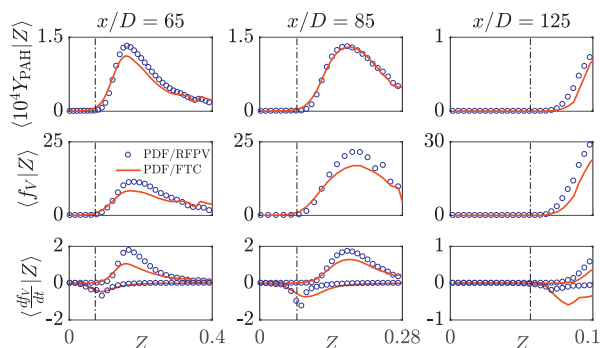 x/D = 65 x/D = 85 x/D = 125
⟨10⁴Y_PAH|Z⟩ 1.5 0 1.5 0 1 0
⟨f_V|Z⟩ 25 0 25 0 30 0
PDF/RFPV
PDF/FTC
⟨df_V/dt|Z⟩ 2 0 -2 2 0 -2 1 0 -1
0 Z 0.4 0 Z 0.28 0 Z 0.1